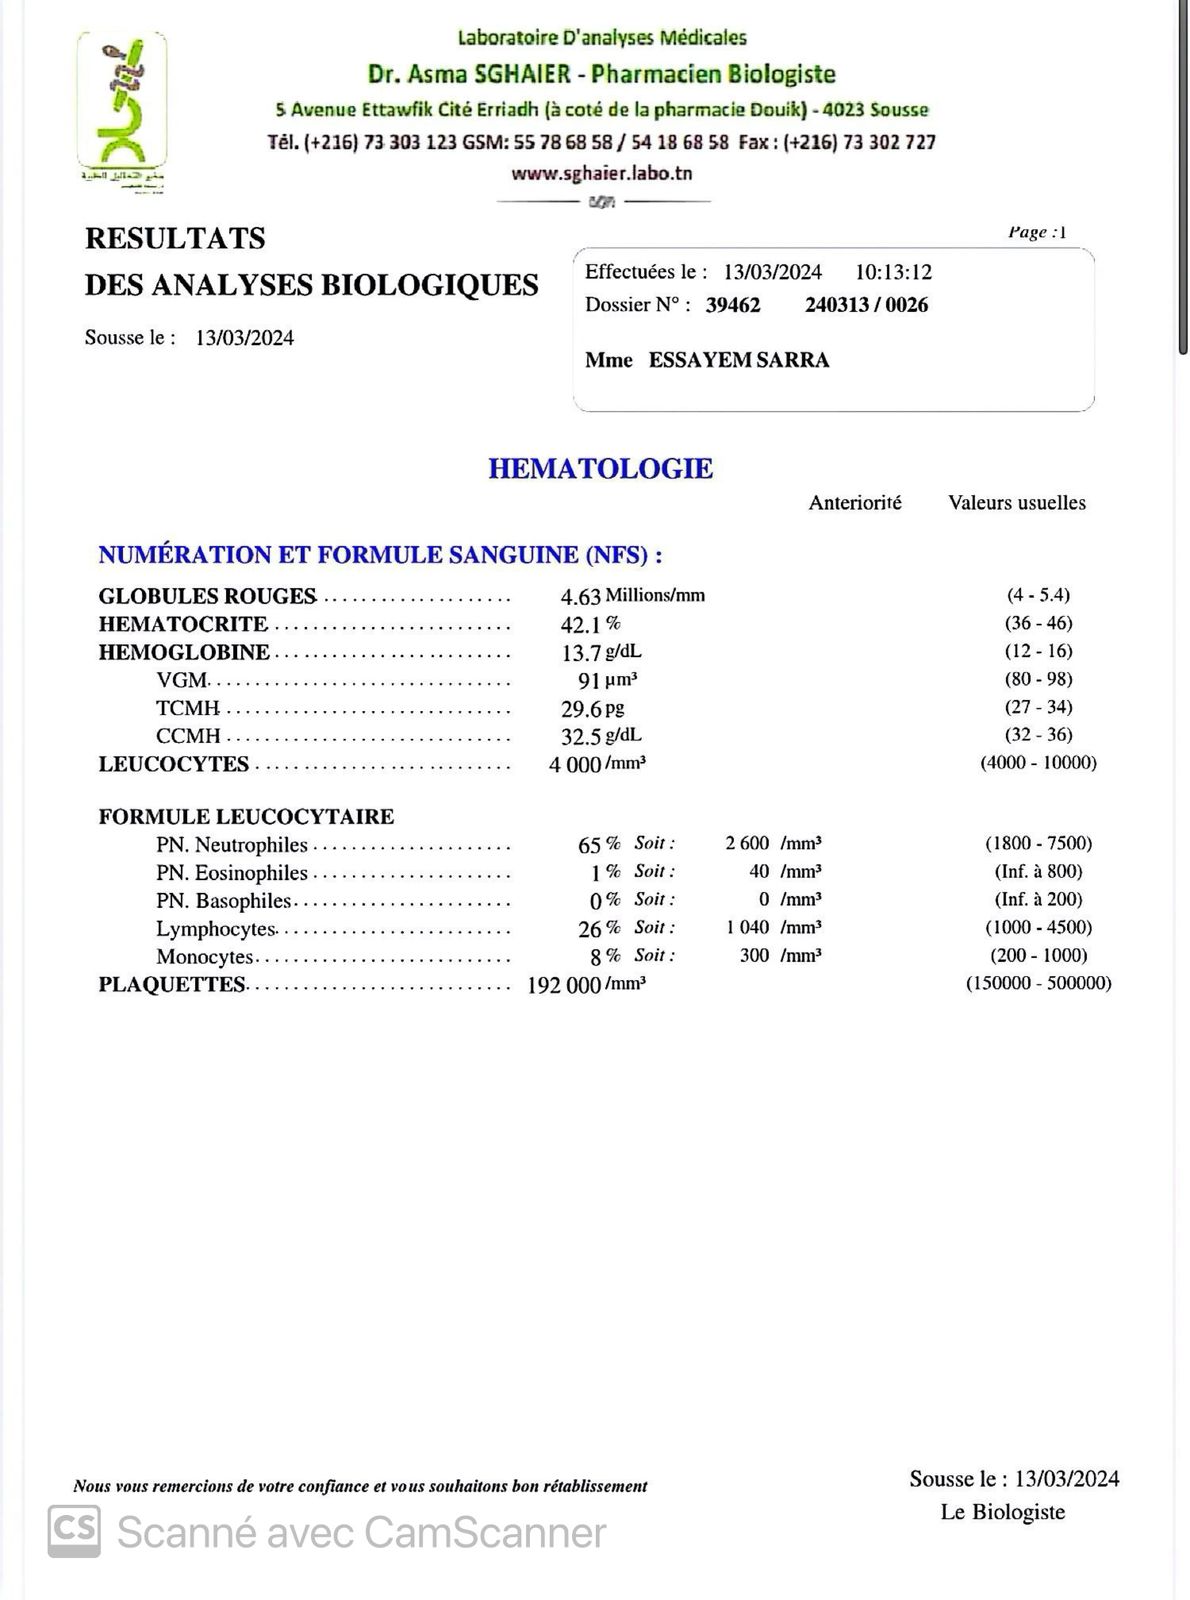 Laboratoire D'analyses Médicales
Dr. Asma SGHAIER - Pharmacien Biologiste
5 Avenue Ettawfik Cité Erriadh (à coté de la pharmacie Douik) - 4023 Sousse
Tél. (+216) 73 303 123 GSM: 55 78 68 58 / 54 18 68 58 Fax : (+216) 73 302 727
www.sghaier.labo.tn
RESULTATS
DES ANALYSES BIOLOGIQUES
Sousse le : 13/03/2024
Page :1
Effectuées le : 13/03/2024 10:13:12
Dossier N° : 39462 240313 / 0026
Mme ESSAYEM SARRA
HEMATOLOGIE
Anteriorité Valeurs usuelles
NUMÉRATION ET FORMULE SANGUINE (NFS) :
GLOBULES ROUGES.................... 4.63 Millions/mm (4 - 5.4)
HEMATOCRITE......................... 42.1 % (36 - 46)
HEMOGLOBINE......................... 13.7 g/dL (12 - 16)
VGM................................ 91 µm³ (80 - 98)
TCMH.............................. 29.6 pg (27 - 34)
CCMH.............................. 32.5 g/dL (32 - 36)
LEUCOCYTES........................... 4 000 /mm³ (4000 - 10000)
FORMULE LEUCOCYTAIRE
PN. Neutrophiles..................... 65 % Soit : 2 600 /mm³ (1800 - 7500)
PN. Eosinophiles..................... 1 % Soit : 40 /mm³ (Inf. à 800)
PN. Basophiles....................... 0 % Soit : 0 /mm³ (Inf. à 200)
Lymphocytes......................... 26 % Soit : 1 040 /mm³ (1000 - 4500)
Monocytes........................... 8 % Soit : 300 /mm³ (200 - 1000)
PLAQUETTES............................ 192 000 /mm³ (150000 - 500000)
Nous vous remercions de votre confiance et vous souhaitons bon rétablissement
Sousse le : 13/03/2024
Le Biologiste
CS Scanné avec CamScanner